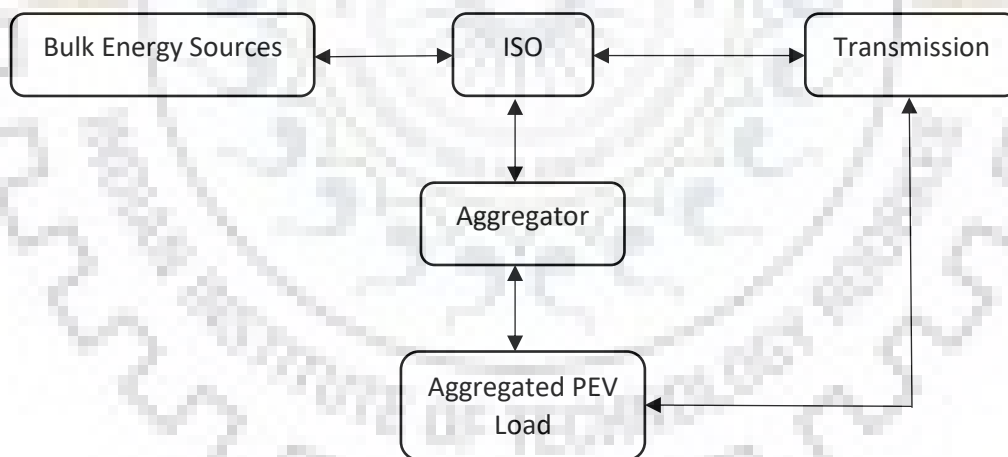 Bulk Energy Sources
ISO
Transmission
Aggregator
Aggregated PEV
Load